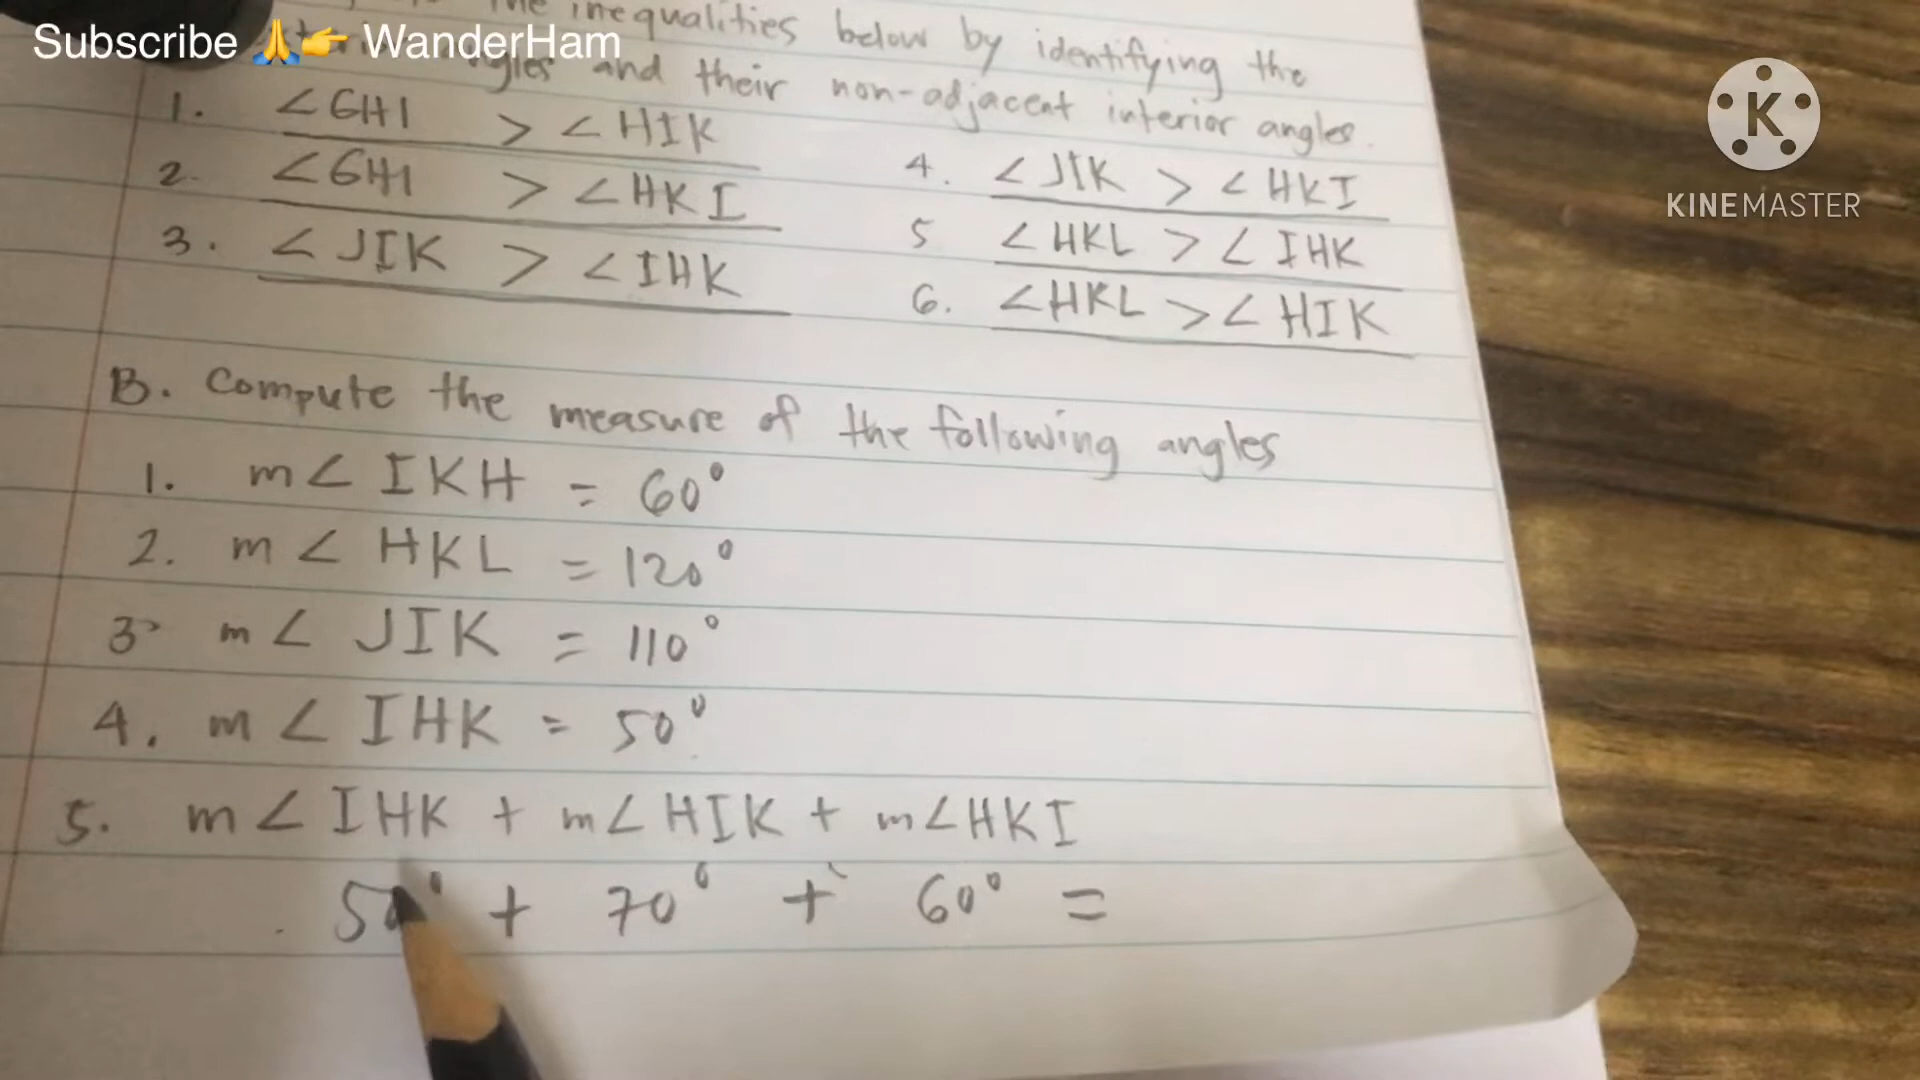 Subscribe 🙏👉 WanderHam
the inequalities below by identifying the
and their non-adjacent interior angles.
1. ∠GHI > ∠HIK
2. ∠GHI > ∠HKI
3. ∠JIK > ∠IHK
4. ∠JIK > ∠HKI
5 ∠HKL > ∠IHK
6. ∠HKL > ∠HIK
B. Compute the measure of the following angles
1. m∠IKH = 60°
2. m∠HKL = 120°
3. m∠JIK = 110°
4. m∠IHK = 50°
5. m∠IHK + m∠HIK + m∠HKI
50° + 70° + 60° =
K
KINEMASTER